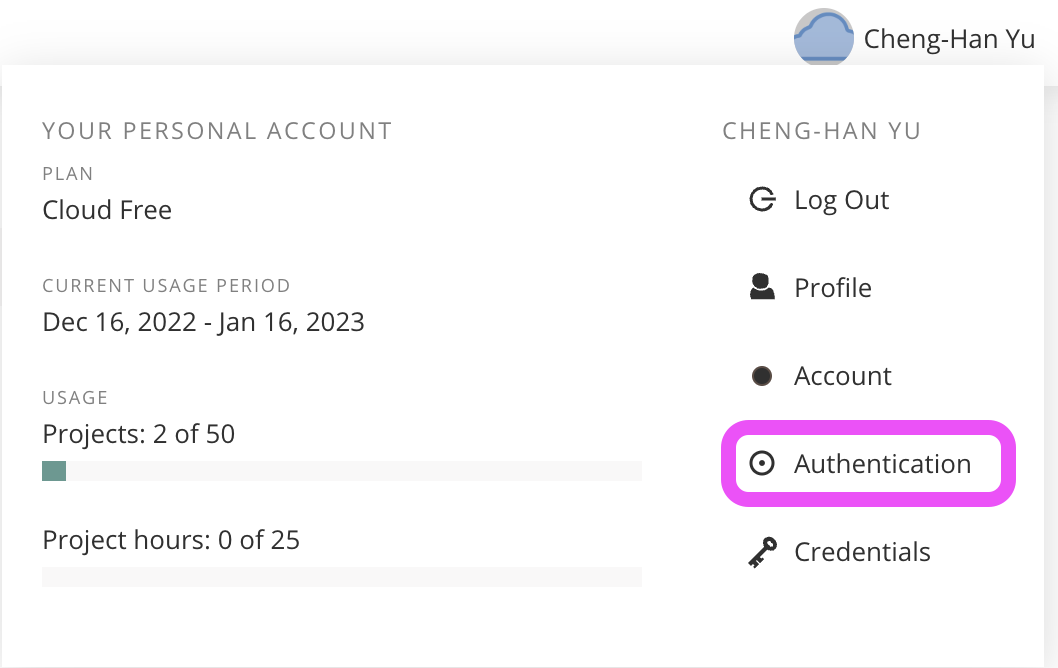 Cheng-Han Yu
YOUR PERSONAL ACCOUNT
PLAN
Cloud Free
CURRENT USAGE PERIOD
Dec 16, 2022 - Jan 16, 2023
USAGE
Projects: 2 of 50
Project hours: 0 of 25
CHENG-HAN YU
Log Out
Profile
Account
Authentication
Credentials